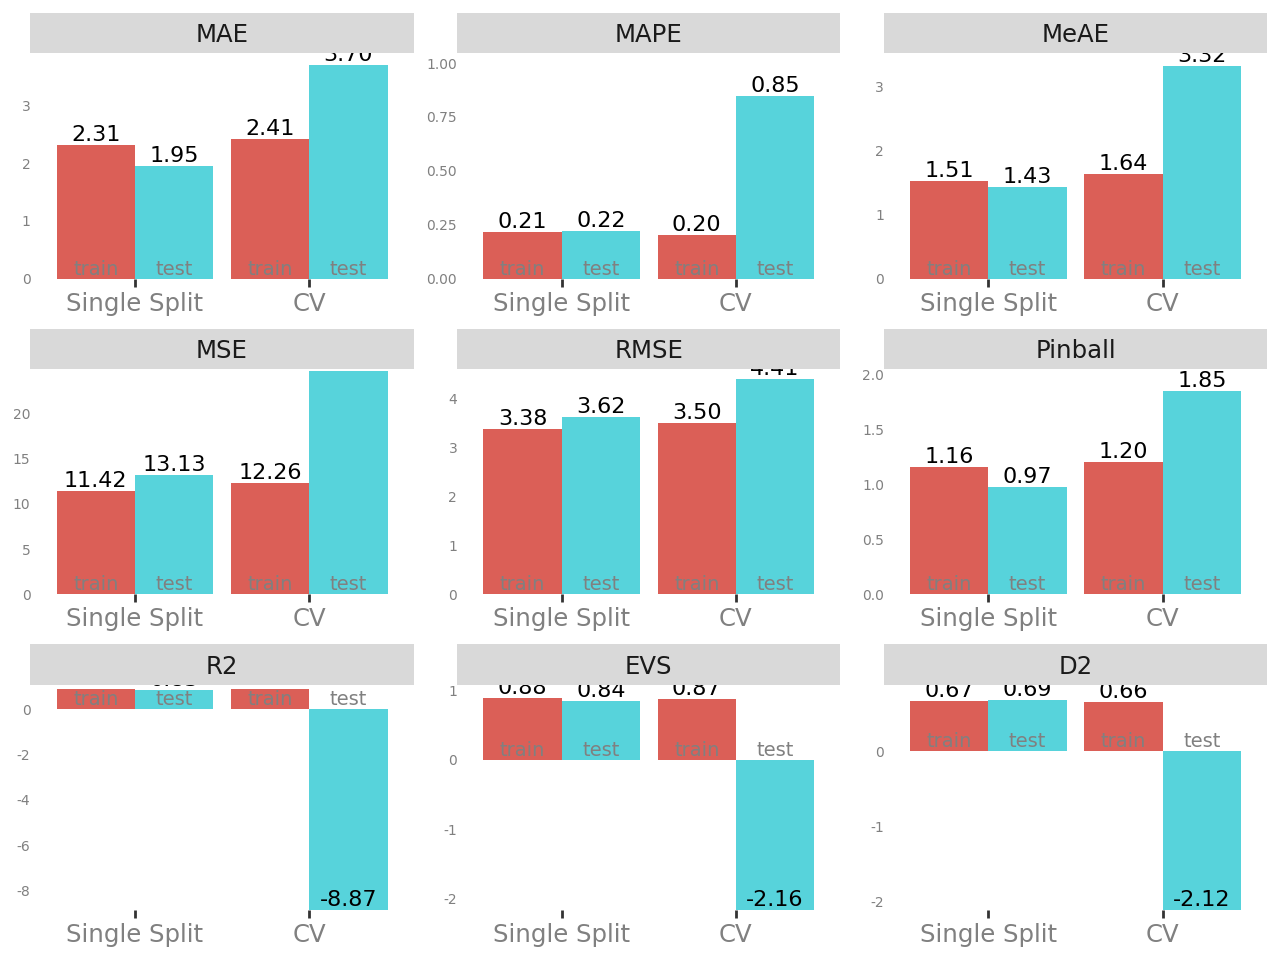 MAE
3.70
3
2.31
2.41
2
1.95
1
0
train test train test
Single Split CV
MAPE
1.00
0.85
0.75
0.50
0.25
0.21 0.22 0.20
0.00
train test train test
Single Split CV
MeAE
3.32
3
2
1.51 1.43 1.64
1
0
train test train test
Single Split CV
MSE
20
15
11.42 13.13 12.26
10
5
0
train test train test
Single Split CV
RMSE
4.41
4
3.38 3.62 3.50
3
2
1
0
train test train test
Single Split CV
Pinball
2.0
1.85
1.5
1.16 0.97 1.20
1.0
0.5
0.0
train test train test
Single Split CV
R2
train test train test
0
-2
-4
-6
-8
-8.87
Single Split CV
EVS
1
0.88 0.84 0.87
train test train test
0
-1
-2
-2.16
Single Split CV
D2
0.67 0.69 0.66
train test train test
0
-1
-2
-2.12
Single Split CV